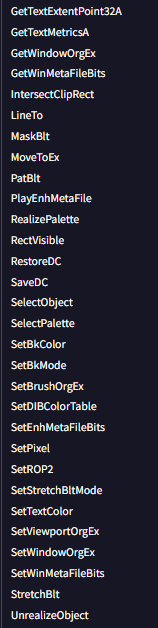 GetTextExtentPoint32A
GetTextMetricsA
GetWindowOrgEx
GetWinMetaFileBits
IntersectClipRect
LineTo
MaskBlt
MoveToEx
PatBlt
PlayEnhMetaFile
RealizePalette
RectVisible
RestoreDC
SaveDC
SelectObject
SelectPalette
SetBkColor
SetBkMode
SetBrushOrgEx
SetDIBColorTable
SetEnhMetaFileBits
SetPixel
SetROP2
SetStretchBltMode
SetTextColor
SetViewportOrgEx
SetWindowOrgEx
SetWinMetaFileBits
StretchBlt
UnrealizeObject